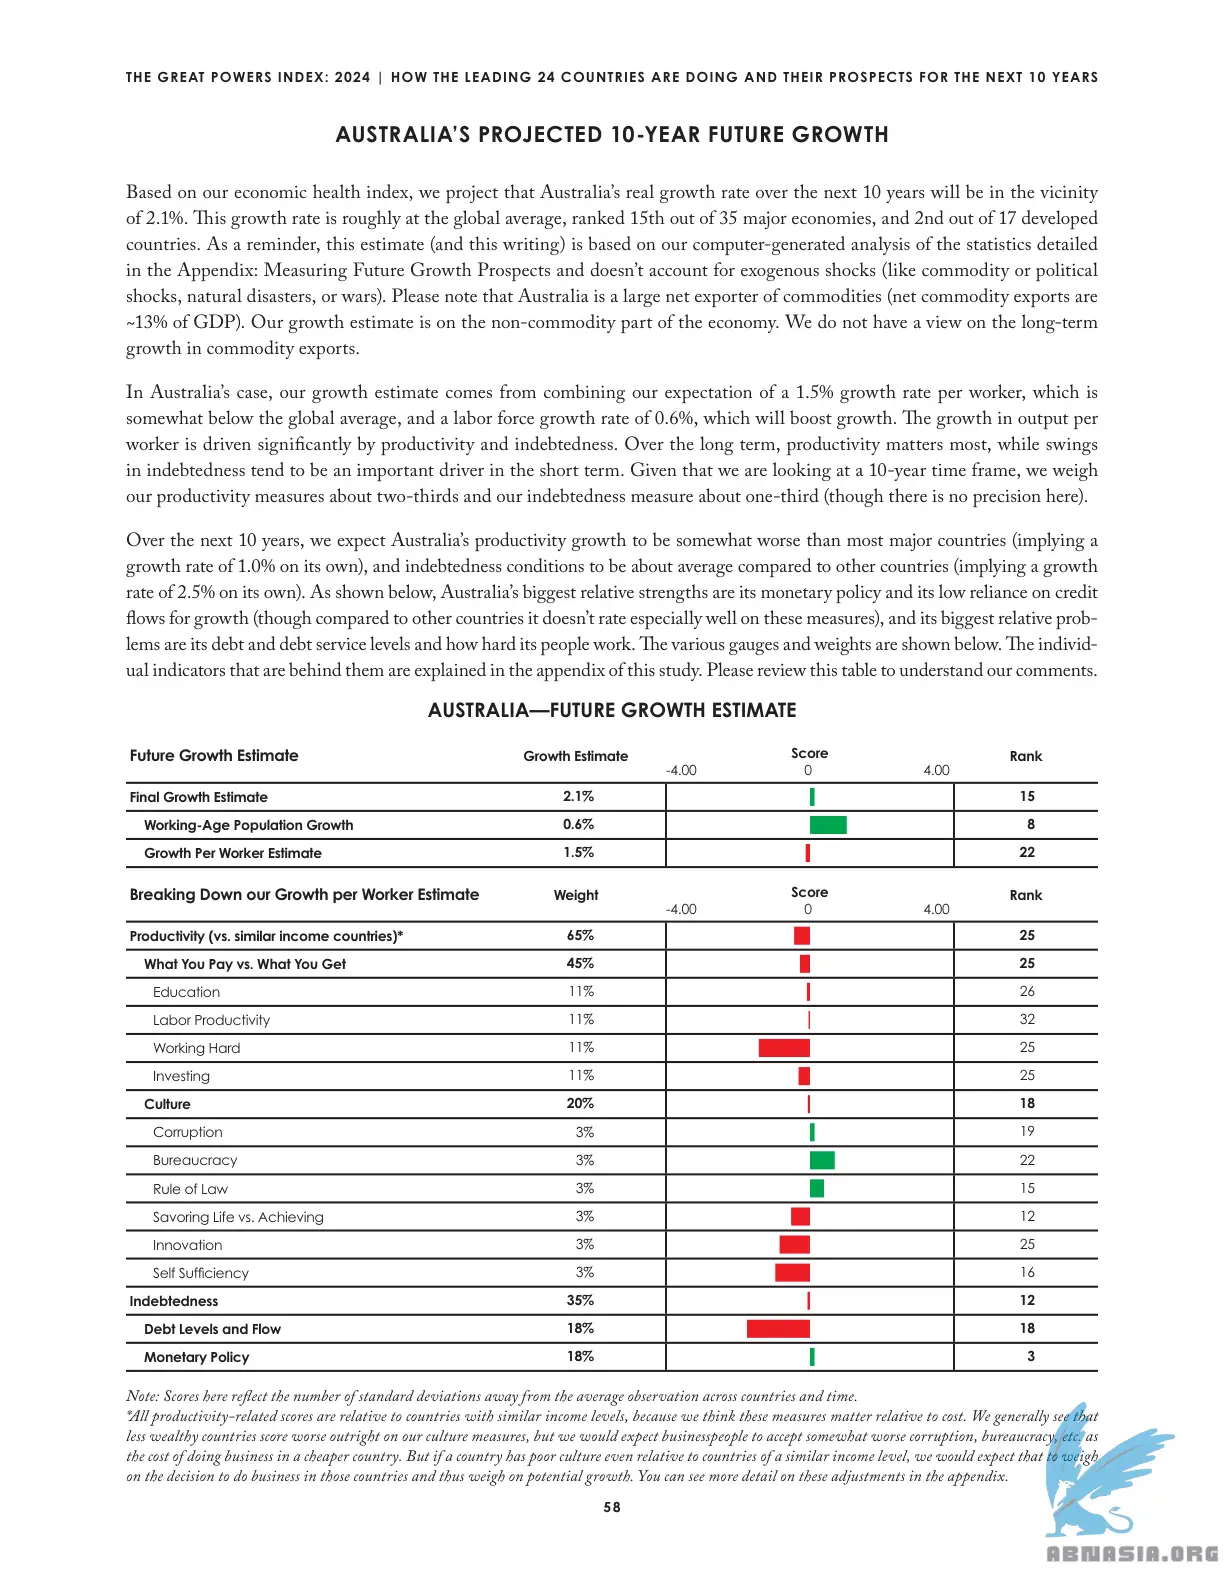 THE GREAT POWERS INDEX: 2024 | HOW THE LEADING 24 COUNTRIES ARE DOING AND THEIR PROSPECTS FOR THE NEXT 10 YEARS
AUSTRALIA’S PROJECTED 10-YEAR FUTURE GROWTH
Based on our economic health index, we project that Australia’s real growth rate over the next 10 years will be in the vicinity
of 2.1%. This growth rate is roughly at the global average, ranked 15th out of 35 major economies, and 2nd out of 17 developed
countries. As a reminder, this estimate (and this writing) is based on our computer-generated analysis of the statistics detailed
in the Appendix: Measuring Future Growth Prospects and doesn’t account for exogenous shocks (like commodity or political
shocks, natural disasters, or wars). Please note that Australia is a large net exporter of commodities (net commodity exports are
~13% of GDP). Our growth estimate is on the non-commodity part of the economy. We do not have a view on the long-term
growth in commodity exports.
In Australia’s case, our growth estimate comes from combining our expectation of a 1.5% growth rate per worker, which is
somewhat below the global average, and a labor force growth rate of 0.6%, which will boost growth. The growth in output per
worker is driven significantly by productivity and indebtedness. Over the long term, productivity matters most, while swings
in indebtedness tend to be an important driver in the short term. Given that we are looking at a 10-year time frame, we weigh
our productivity measures about two-thirds and our indebtedness measure about one-third (though there is no precision here).
Over the next 10 years, we expect Australia’s productivity growth to be somewhat worse than most major countries (implying a
growth rate of 1.0% on its own), and indebtedness conditions to be about average compared to other countries (implying a growth
rate of 2.5% on its own). As shown below, Australia’s biggest relative strengths are its monetary policy and its low reliance on credit
flows for growth (though compared to other countries it doesn’t rate especially well on these measures), and its biggest relative prob-
lems are its debt and debt service levels and how hard its people work. The various gauges and weights are shown below. The individ-
ual indicators that are behind them are explained in the appendix of this study. Please review this table to understand our comments.
AUSTRALIA—FUTURE GROWTH ESTIMATE
Future Growth Estimate Growth Estimate Score Rank
-4.00 0 4.00
Final Growth Estimate 2.1% 15
Working-Age Population Growth 0.6% 8
Growth Per Worker Estimate 1.5% 22
Breaking Down our Growth per Worker Estimate Weight Score Rank
-4.00 0 4.00
Productivity (vs. similar income countries)* 65% 25
What You Pay vs. What You Get 45% 25
Education 11% 26
Labor Productivity 11% 32
Working Hard 11% 25
Investing 11% 25
Culture 20% 18
Corruption 3% 19
Bureaucracy 3% 22
Rule of Law 3% 15
Savoring Life vs. Achieving 3% 12
Innovation 3% 25
Self Sufficiency 3% 16
Indebtedness 35% 12
Debt Levels and Flow 18% 18
Monetary Policy 18% 3
Note: Scores here reflect the number of standard deviations away from the average observation across countries and time.
*All productivity-related scores are relative to countries with similar income levels, because we think these measures matter relative to cost. We generally see that
less wealthy countries score worse outright on our culture measures, but we would expect businesspeople to accept somewhat worse corruption, bureaucracy, etc. as
the cost of doing business in a cheaper country. But if a country has poor culture even relative to countries of a similar income level, we would expect that to weigh
on the decision to do business in those countries and thus weigh on potential growth. You can see more detail on these adjustments in the appendix.
58
ABNASIA.ORG